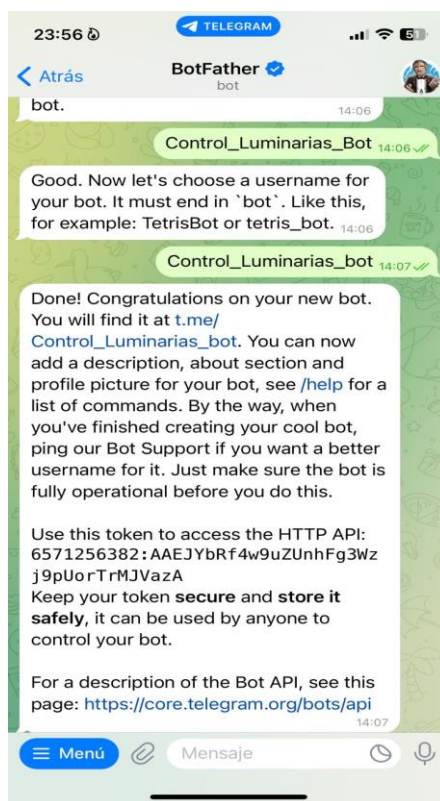 23:56
TELEGRAM
51
Atrás
BotFather
bot
bot.
14:06
Control_Luminarias_Bot 14:06
Good. Now let's choose a username for
your bot. It must end in `bot`. Like this,
for example: TetrisBot or tetris_bot. 14:06
Control_Luminarias_bot 14:07
Done! Congratulations on your new bot.
You will find it at t.me/
Control_Luminarias_bot. You can now
add a description, about section and
profile picture for your bot, see /help for a
list of commands. By the way, when
you've finished creating your cool bot,
ping our Bot Support if you want a better
username for it. Just make sure the bot is
fully operational before you do this.
Use this token to access the HTTP API:
6571256382:AAEJYbRf4w9uZUnhFg3Wz
j9pUorTrMJVazA
Keep your token secure and store it
safely, it can be used by anyone to
control your bot.
For a description of the Bot API, see this
page: https://core.telegram.org/bots/api
14:07
Menú
Mensaje